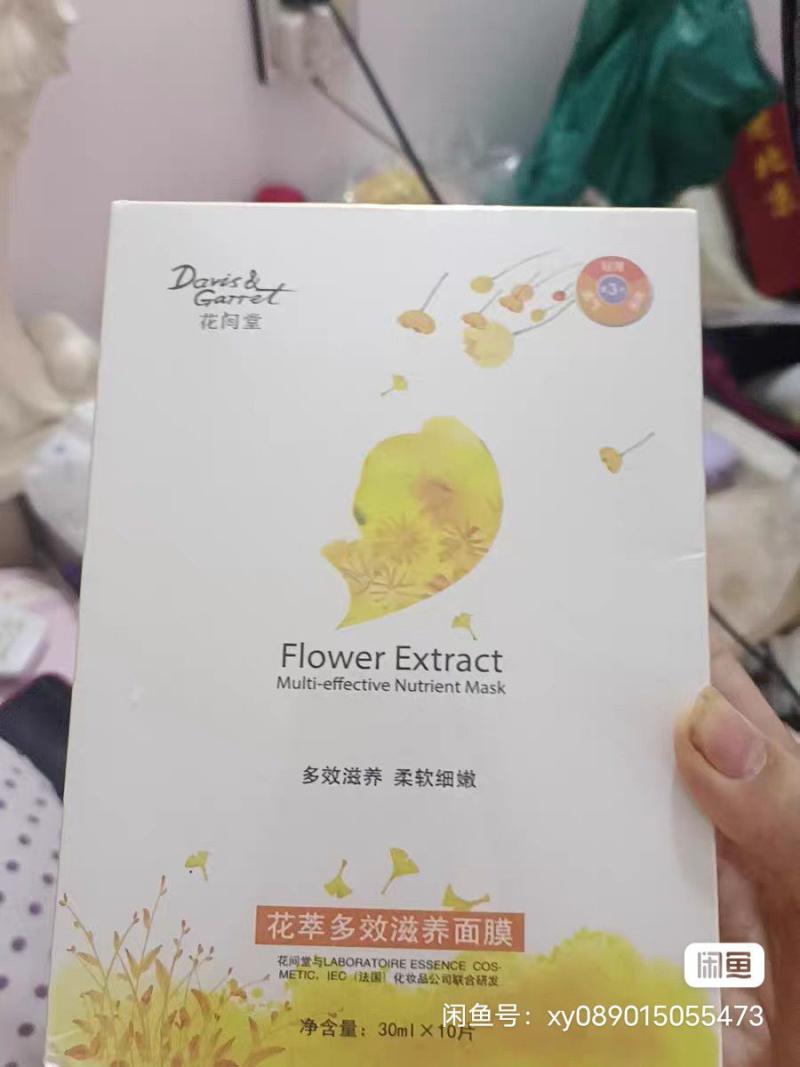 Davis &
Garret
花间堂
3
Flower Extract
Multi-effective Nutrient Mask
多效滋养 柔软细嫩
花萃多效滋养面膜
花间堂与LABORATOIRE ESSENCE COS-
METIC. IEC（法国）化妆品公司联合研发
净含量：30ml×10片
北京
闲鱼
闲鱼号：xy089015055473